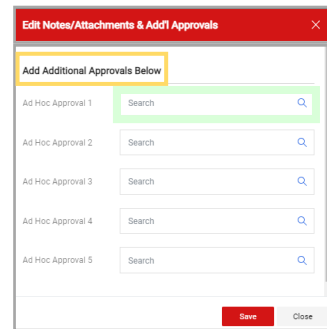 Edit Notes/Attachments & Add'l Approvals
Add Additional Approvals Below
Ad Hoc Approval 1 Search
Ad Hoc Approval 2 Search
Ad Hoc Approval 3 Search
Ad Hoc Approval 4 Search
Ad Hoc Approval 5 Search
Save Close